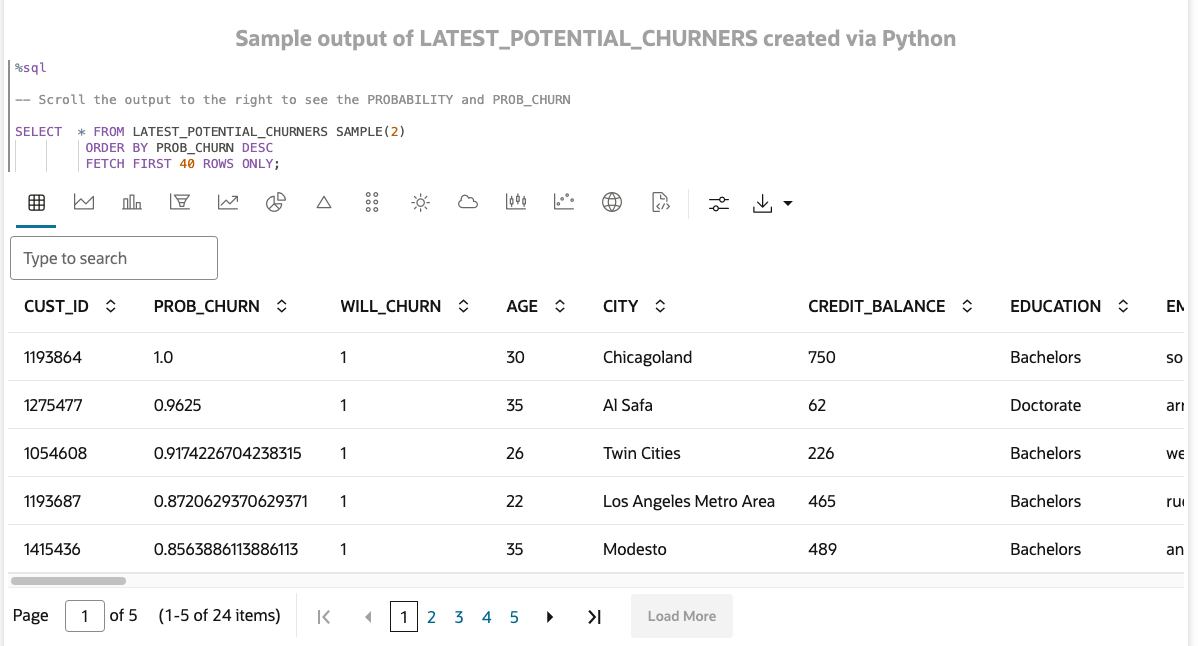 Sample output of LATEST_POTENTIAL_CHURNERS created via Python
%sql
-- Scroll the output to the right to see the PROBABILITY and PROB_CHURN
SELECT * FROM LATEST_POTENTIAL_CHURNERS SAMPLE(2)
ORDER BY PROB_CHURN DESC
FETCH FIRST 40 ROWS ONLY;
Type to search
CUST_ID PROB_CHURN WILL_CHURN AGE CITY CREDIT_BALANCE EDUCATION EM
1193864 1.0 1 30 Chicagoland 750 Bachelors so
1275477 0.9625 1 35 Al Safa 62 Doctorate arr
1054608 0.9174226704238315 1 26 Twin Cities 226 Bachelors we
1193687 0.8720629370629371 1 22 Los Angeles Metro Area 465 Bachelors ru
1415436 0.8563886113886113 1 35 Modesto 489 Bachelors an
Page 1 of 5 (1-5 of 24 items) 1 2 3 4 5 Load More